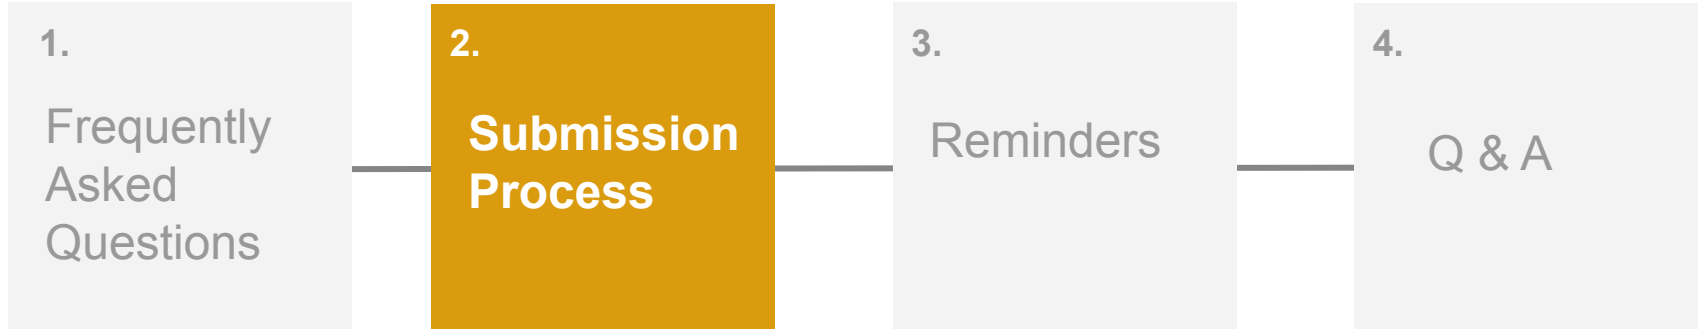 1.
Frequently
Asked
Questions
2.
Submission
Process
3.
Reminders
4.
Q & A